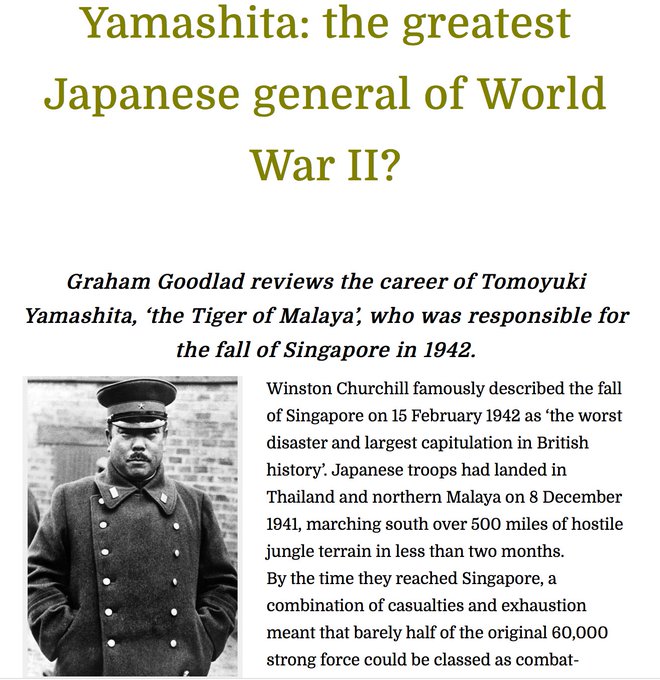 Yamashita: the greatest
Japanese general of World
War II?
Graham Goodlad reviews the career of Tomoyuki
Yamashita, ‘the Tiger of Malaya’, who was responsible for
the fall of Singapore in 1942.
Winston Churchill famously described the fall
of Singapore on 15 February 1942 as ‘the worst
disaster and largest capitulation in British
history’. Japanese troops had landed in
Thailand and northern Malaya on 8 December
1941, marching south over 500 miles of hostile
jungle terrain in less than two months.
By the time they reached Singapore, a
combination of casualties and exhaustion
meant that barely half of the original 60,000
strong force could be classed as combat-